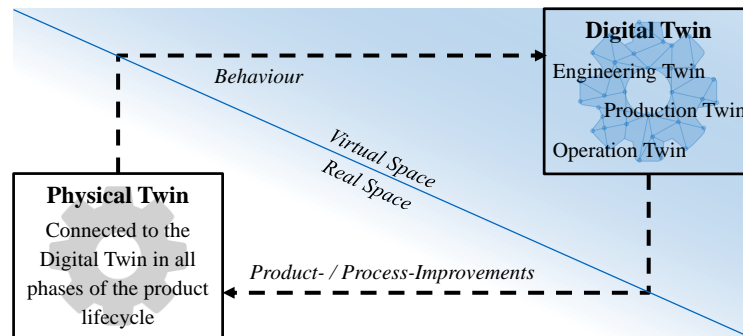 Digital Twin
Engineering Twin
Production Twin
Operation Twin
Behaviour
Virtual Space
Real Space
Physical Twin
Connected to the
Digital Twin in all
phases of the product
lifecycle
Product- / Process-Improvements